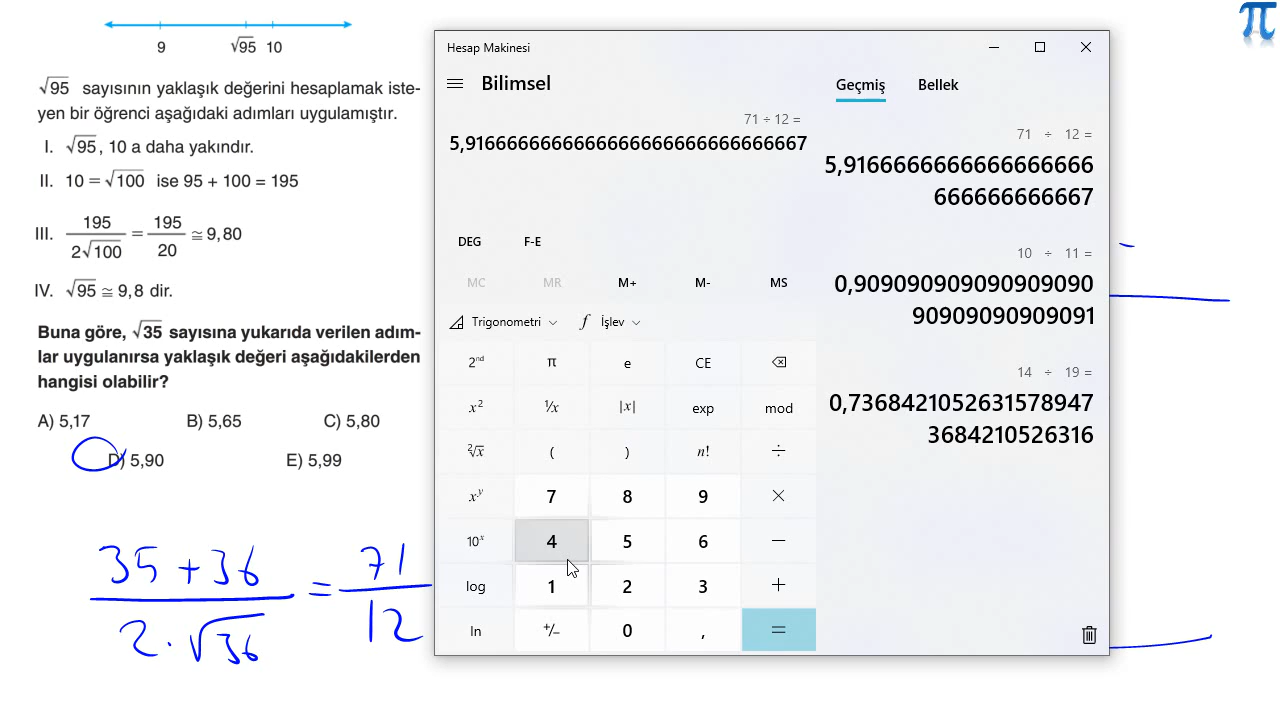 π
9 √95 10
√95 sayısının yaklaşık değerini hesaplamak iste-
yen bir öğrenci aşağıdaki adımları uygulamıştır.
I. √95, 10 a daha yakındır.
II. 10 = √100 ise 95 + 100 = 195
III. 195/2√100 = 195/20 ≅ 9,80
IV. √95 ≅ 9,8 dir.
Buna göre, √35 sayısına yukarıda verilen adım-
lar uygulanırsa yaklaşık değeri aşağıdakilerden
hangisi olabilir?
A) 5,17 B) 5,65 C) 5,80
D) 5,90 E) 5,99
35 + 36 / 2 · √36 = 71 / 12
Hesap Makinesi
Bilimsel
71 ÷ 12 =
5,9166666666666666666666666666667
DEG F-E
MC MR M+ M- MS
Trigonometri f İşlev
2nd π e CE
x² ⅟x |x| exp mod
²√x ( ) n! ÷
xʸ 7 8 9 ×
10ˣ 4 5 6 −
log 1 2 3 +
ln +/− 0 , =
Geçmiş Bellek
71 ÷ 12 =
5,9166666666666666666
666666666667
10 ÷ 11 =
0,909090909090909090
90909090909091
14 ÷ 19 =
0,7368421052631578947
3684210526316